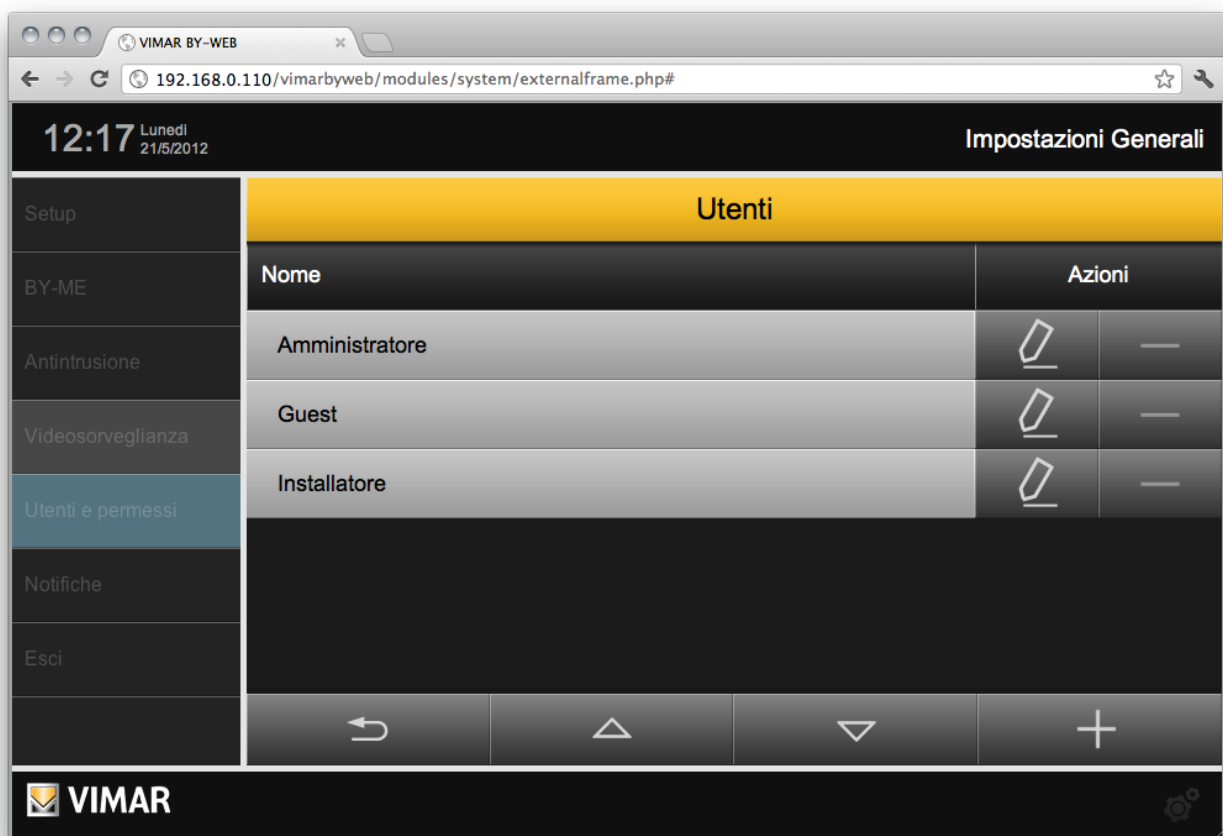 VIMAR BY-WEB
192.168.0.110/vimarbyweb/modules/system/externalframe.php#
12:17 Lunedì
21/5/2012
Impostazioni Generali
Setup
BY-ME
Antintrusione
Videosorveglianza
Utenti e permessi
Notifiche
Esci
Utenti
Nome Azioni
Amministratore
Guest
Installatore
VIMAR